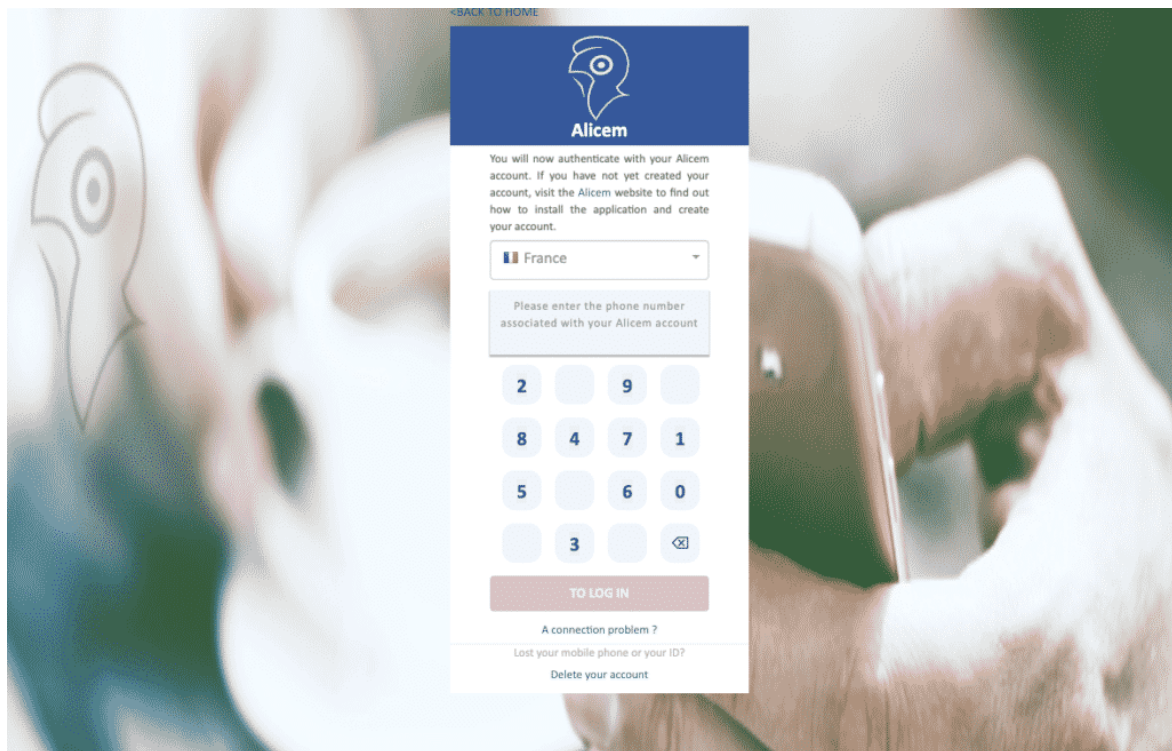 <BACK TO HOME
Alicem
You will now authenticate with your Alicem
account. If you have not yet created your
account, visit the Alicem website to find out
how to install the application and create
your account.
France
Please enter the phone number
associated with your Alicem account
2 9
8 4 7 1
5 6 0
3
TO LOG IN
A connection problem ?
Lost your mobile phone or your ID?
Delete your account